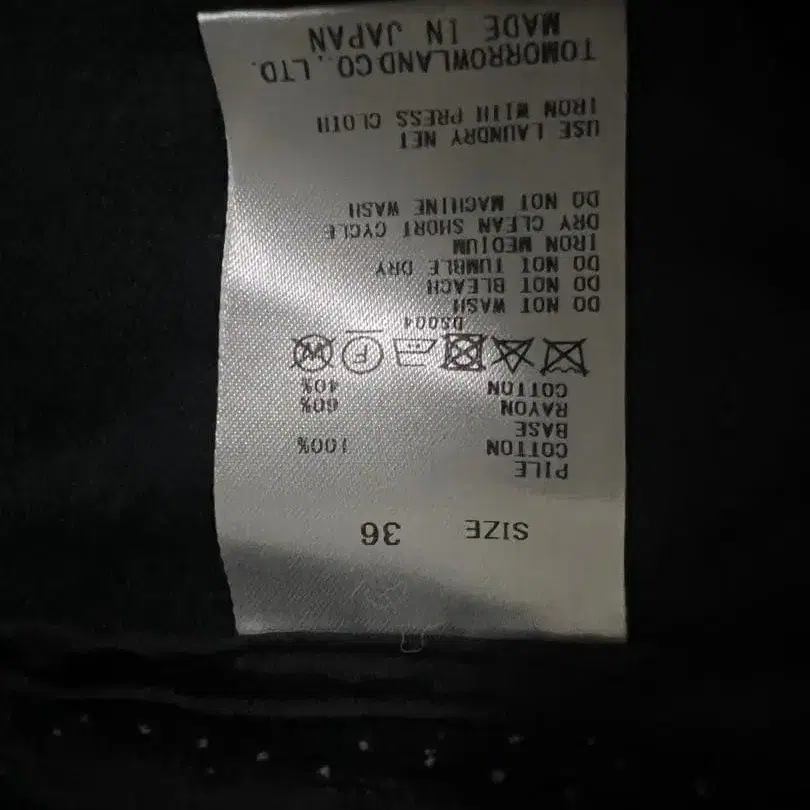 SIZE 36
PILE
COTTON 100%
BASE
RAYON 60%
COTTON 40%
F W
DS004
DO NOT WASH
DO NOT BLEACH
DO NOT TUMBLE DRY
IRON MEDIUM
DRY CLEAN SHORT CYCLE
DO NOT MACHINE WASH
USE LAUNDRY NET
IRON WITH PRESS CLOTH
TOMORROWLAND CO., LTD.
MADE IN JAPAN